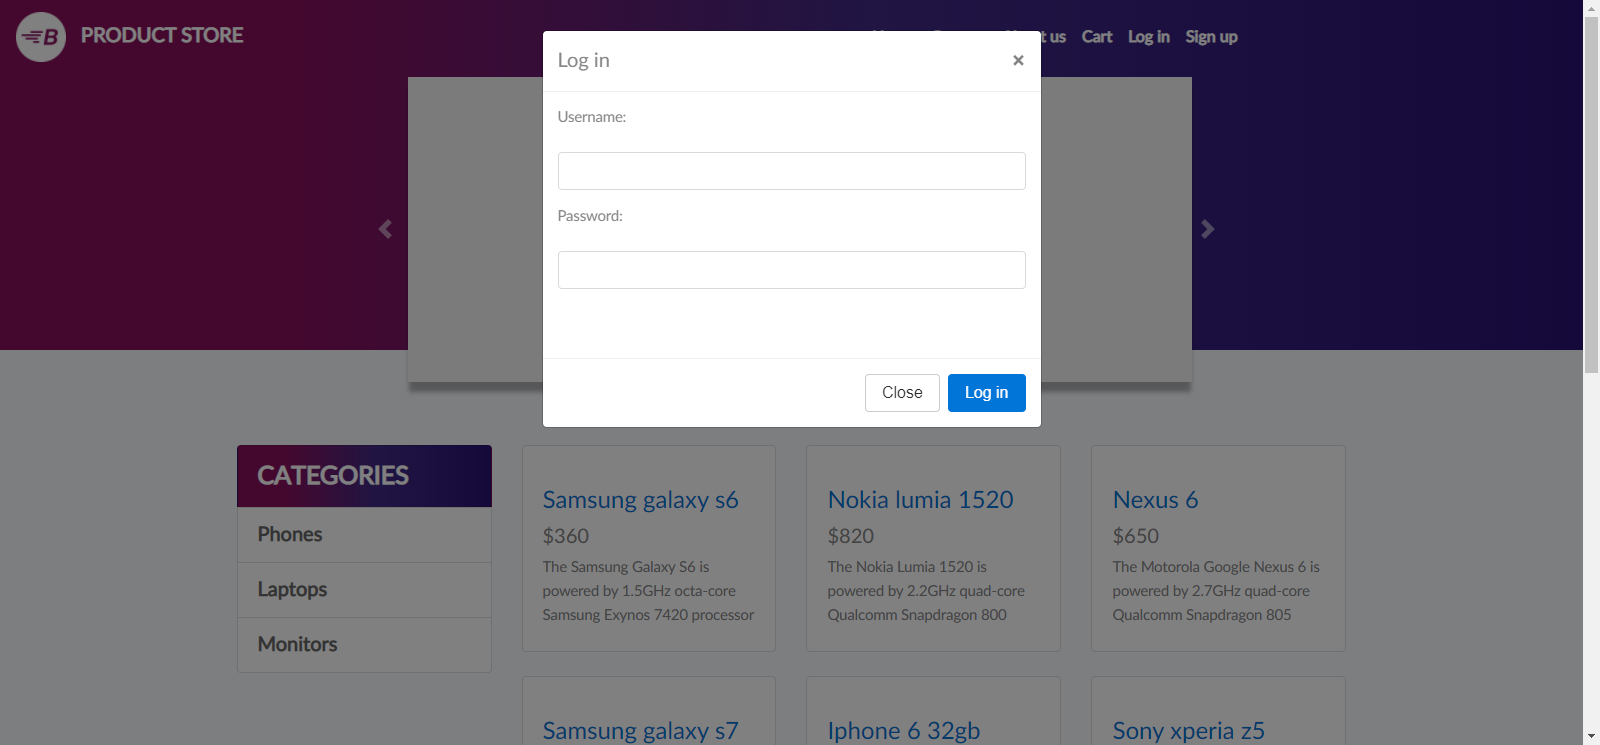 B PRODUCT STORE
t us Cart Log in Sign up
Log in ×
Username:
Password:
Close Log in
CATEGORIES
Phones
Laptops
Monitors
Samsung galaxy s6
$360
The Samsung Galaxy S6 is
powered by 1.5GHz octa-core
Samsung Exynos 7420 processor
Nokia lumia 1520
$820
The Nokia Lumia 1520 is
powered by 2.2GHz quad-core
Qualcomm Snapdragon 800
Nexus 6
$650
The Motorola Google Nexus 6 is
powered by 2.7GHz quad-core
Qualcomm Snapdragon 805
Samsung galaxy s7
Iphone 6 32gb
Sony xperia z5